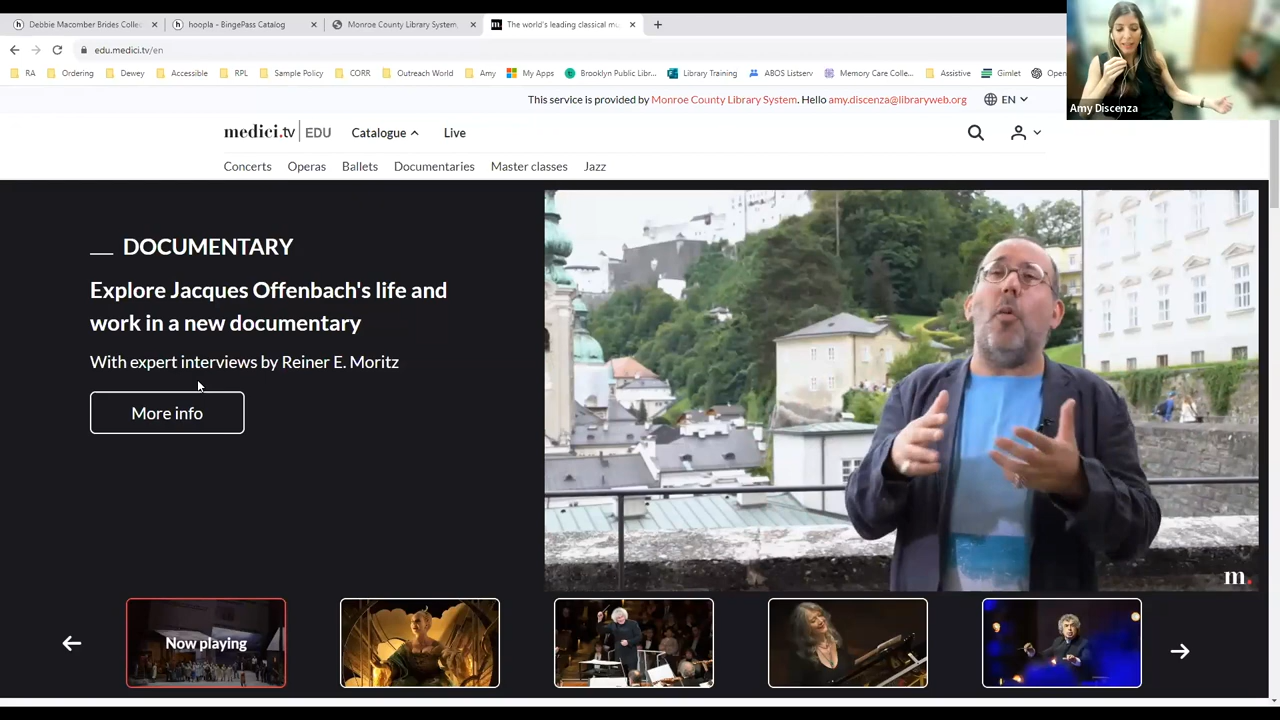 Debbie Macomber Brides Collec
hoopla - BingePass Catalog
Monroe County Library System.
The world's leading classical mu
edu.medici.tv/en
RA
Ordering
Dewey
Accessible
RPL
Sample Policy
CORR
Outreach World
Amy
My Apps
Brooklyn Public Libr...
Library Training
ABOS Listserv
Memory Care Colle...
Assistive
Gimlet
Open
Amy Discenza
This service is provided by Monroe County Library System. Hello amy.discenza@libraryweb.org
EN
medici.tv EDU
Catalogue
Live
Concerts
Operas
Ballets
Documentaries
Master classes
Jazz
DOCUMENTARY
Explore Jacques Offenbach's life and
work in a new documentary
With expert interviews by Reiner E. Moritz
More info
m.
Now playing